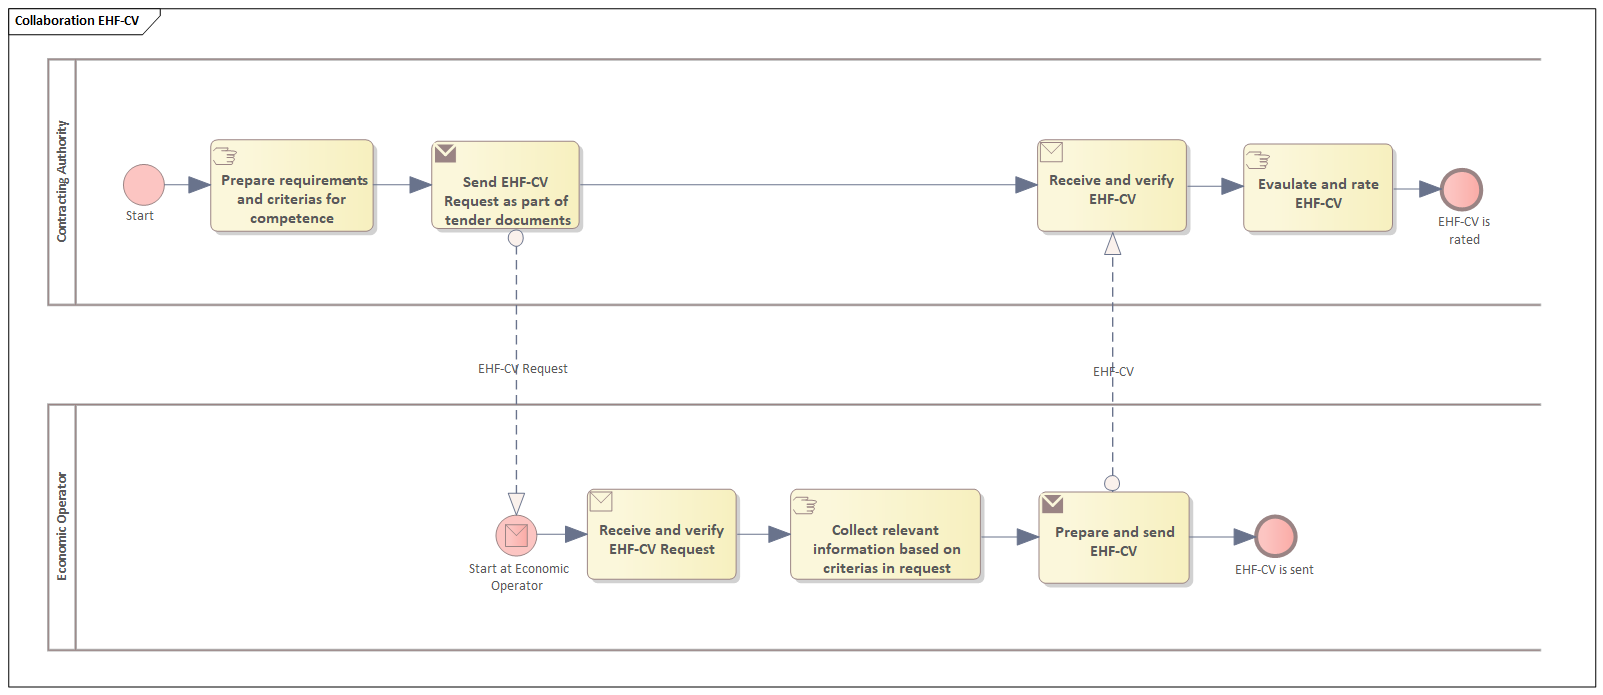 Collaboration EHF-CV
Contracting Authority
Start
Prepare requirements
and criterias for
competence
Send EHF-CV
Request as part of
tender documents
Receive and verify
EHF-CV
Evaulate and rate
EHF-CV
EHF-CV is
rated
EHF-CV Request
EHF-CV
Economic Operator
Start at Economic
Operator
Receive and verify
EHF-CV Request
Collect relevant
information based on
criterias in request
Prepare and send
EHF-CV
EHF-CV is sent